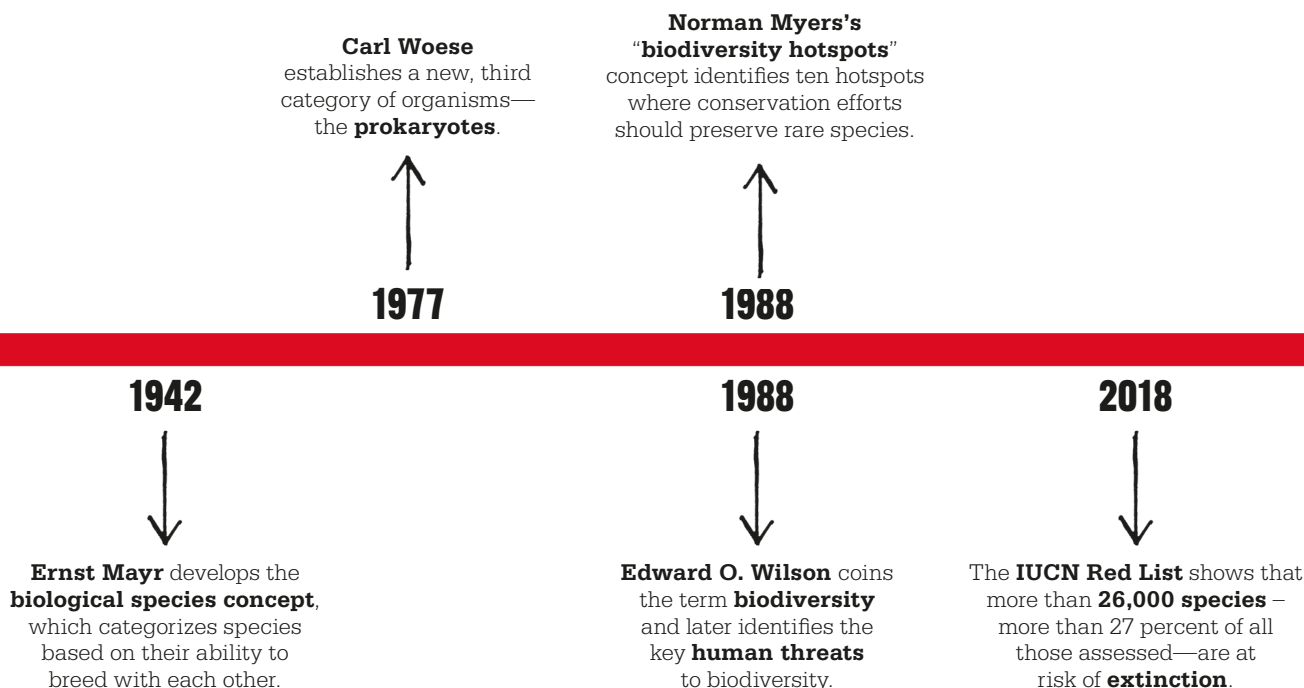 Carl Woese
establishes a new, third
category of organisms—
the prokaryotes.
Norman Myers’s
“biodiversity hotspots”
concept identifies ten hotspots
where conservation efforts
should preserve rare species.
1977
1988
1942
1988
2018
Ernst Mayr develops the
biological species concept,
which categorizes species
based on their ability to
breed with each other.
Edward O. Wilson coins
the term biodiversity
and later identifies the
key human threats
to biodiversity.
The IUCN Red List shows that
more than 26,000 species –
more than 27 percent of all
those assessed—are at
risk of extinction.